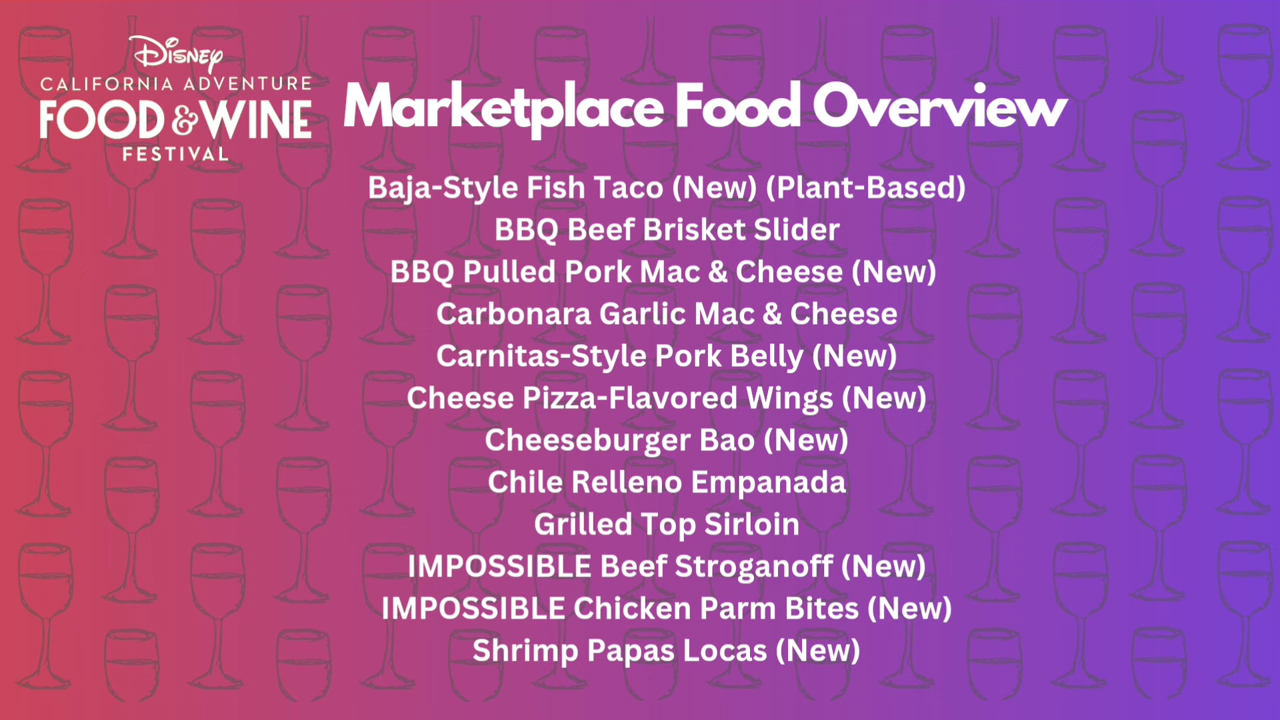 Disney
CALIFORNIA ADVENTURE
FOOD & WINE
FESTIVAL
Marketplace Food Overview
Baja-Style Fish Taco (New) (Plant-Based)
BBQ Beef Brisket Slider
BBQ Pulled Pork Mac & Cheese (New)
Carbonara Garlic Mac & Cheese
Carnitas-Style Pork Belly (New)
Cheese Pizza-Flavored Wings (New)
Cheeseburger Bao (New)
Chile Relleno Empanada
Grilled Top Sirloin
IMPOSSIBLE Beef Stroganoff (New)
IMPOSSIBLE Chicken Parm Bites (New)
Shrimp Papas Locas (New)